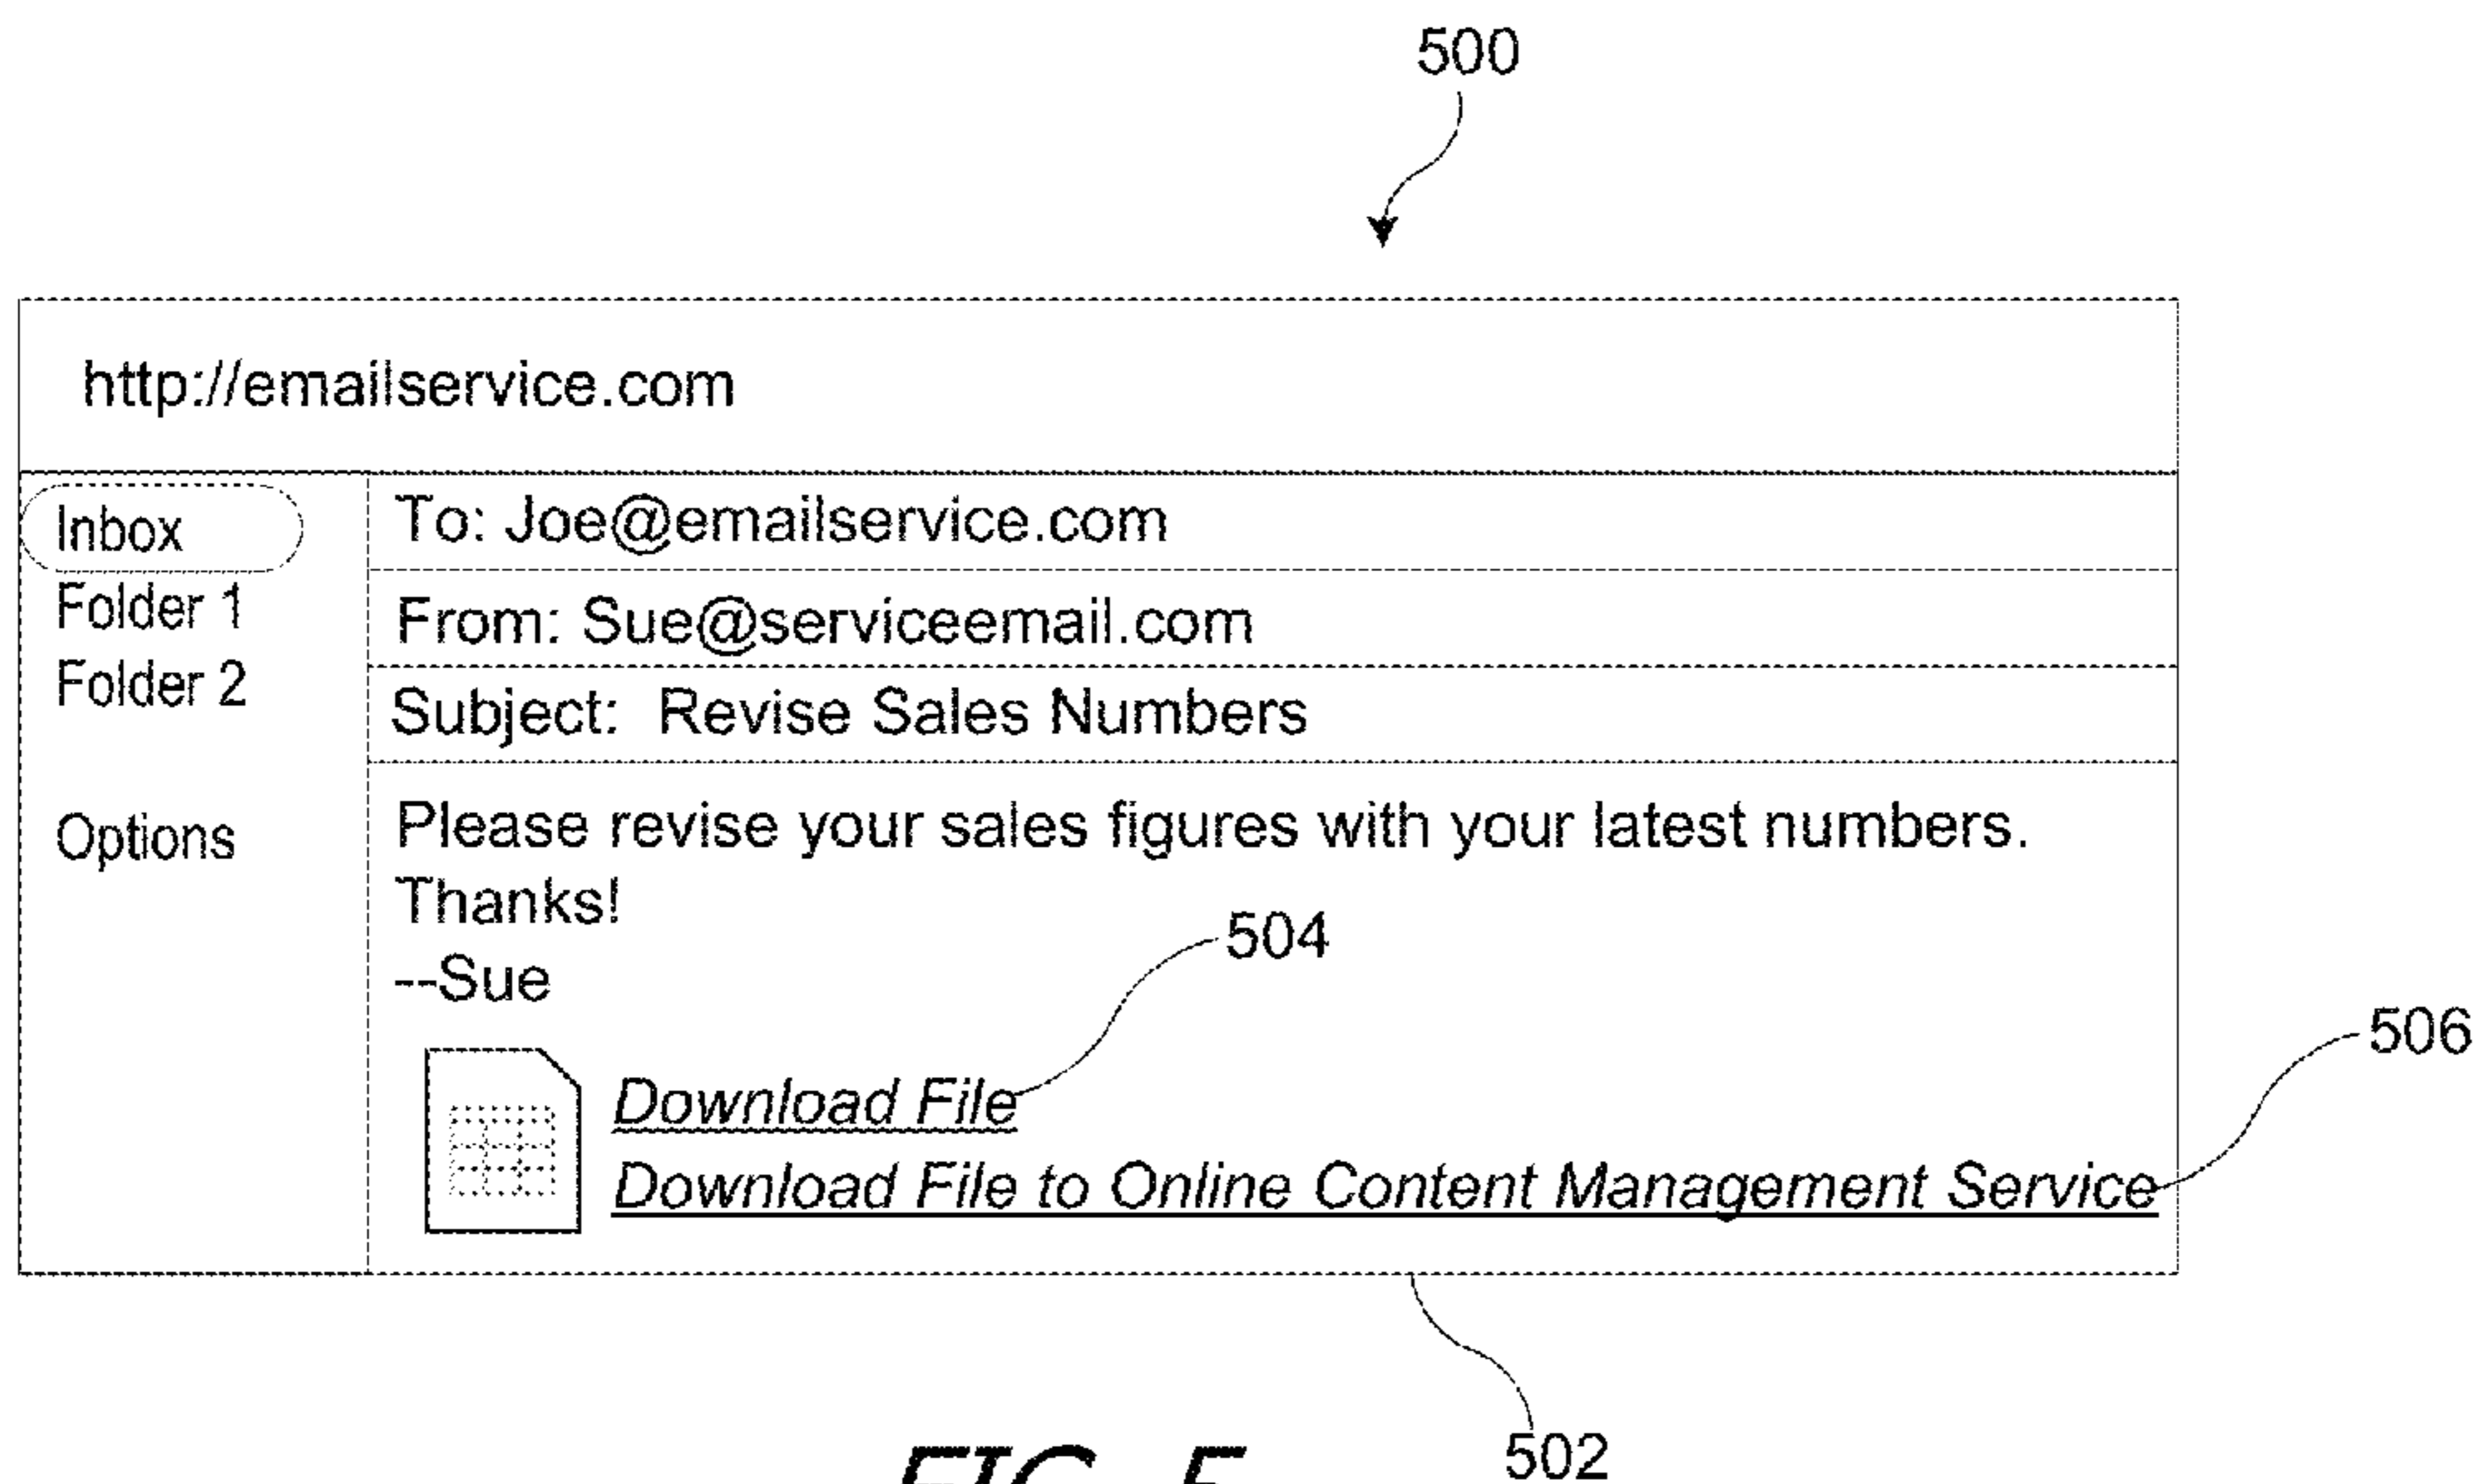 500
http://emailservice.com
Inbox
Folder 1
Folder 2
Options
To: Joe@emailservice.com
From: Sue@serviceemail.com
Subject: Revise Sales Numbers
Please revise your sales figures with your latest numbers.
Thanks!
--Sue
504
506
Download File
Download File to Online Content Management Service
502
FIG. 5